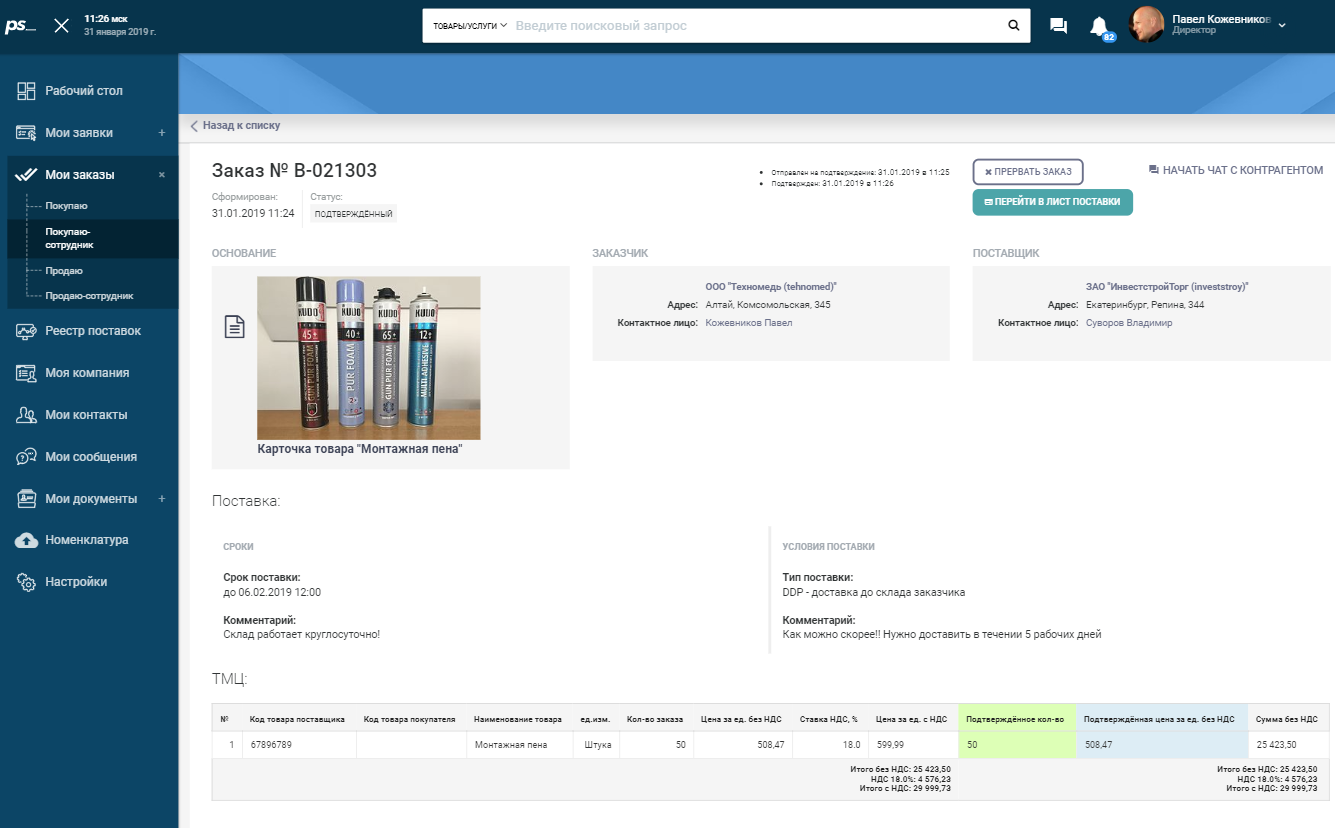 ps_
11:26 мск
31 января 2019 г.
ТОВАРЫ/УСЛУГИ
Введите поисковый запрос
82
Павел Кожевников
Директор
Рабочий стол
Мои заявки +
Мои заказы ×
Покупаю
Покупаю-
сотрудник
Продаю
Продаю-сотрудник
Реестр поставок
Моя компания
Мои контакты
Мои сообщения
Мои документы +
Номенклатура
Настройки
Назад к списку
Заказ № B-021303
Сформирован: Статус:
31.01.2019 11:24 ПОДТВЕРЖДЁННЫЙ
• Отправлен на подтверждение: 31.01.2019 в 11:25
• Подтвержден: 31.01.2019 в 11:26
ПРЕРВАТЬ ЗАКАЗ
ПЕРЕЙТИ В ЛИСТ ПОСТАВКИ
НАЧАТЬ ЧАТ С КОНТРАГЕНТОМ
ОСНОВАНИЕ
KUDO KUDO KUDO KUDO
45 40 65 12
GUN PUR FOAM
PUR FOAM
GUN PUR FOAM
MULTI-ADHESIVE
Карточка товара "Монтажная пена"
ЗАКАЗЧИК
ООО "Техномедь (tehnomed)"
Адрес: Алтай, Комсомольская, 345
Контактное лицо: Кожевников Павел
ПОСТАВЩИК
ЗАО "ИнвестстройТорг (investstroy)"
Адрес: Екатеринбург, Репина, 344
Контактное лицо: Суворов Владимир
Поставка:
СРОКИ
Срок поставки:
до 06.02.2019 12:00
Комментарий:
Склад работает круглосуточно!
УСЛОВИЯ ПОСТАВКИ
Тип поставки:
DDP - доставка до склада заказчика
Комментарий:
Как можно скорее!! Нужно доставить в течении 5 рабочих дней
ТМЦ:
№ Код товара поставщика Код товара покупателя Наименование товара ед.изм. Кол-во заказа Цена за ед. без НДС Ставка НДС, % Цена за ед. с НДС Подтверждённое кол-во Подтверждённая цена за ед. без НДС Сумма без НДС
1 67896789 Монтажная пена Штука 50 508,47 18.0 599,99 50 508,47 25 423,50
Итого без НДС: 25 423,50 Итого без НДС: 25 423,50
НДС 18.0%: 4 576,23 НДС 18.0%: 4 576,23
Итого с НДС: 29 999,73 Итого с НДС: 29 999,73